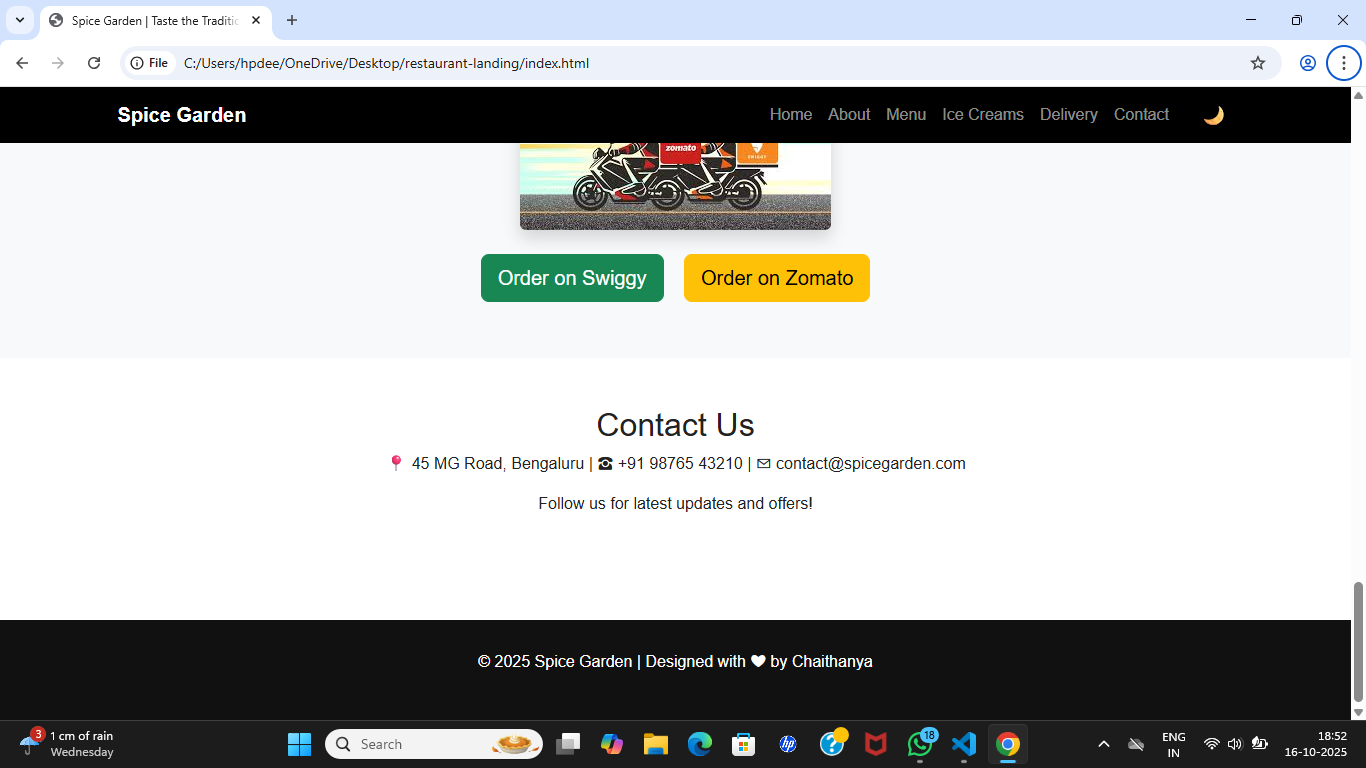 Spice Garden | Taste the Traditic
File C:/Users/hpdee/OneDrive/Desktop/restaurant-landing/index.html
Spice Garden Home About Menu Ice Creams Delivery Contact
zomato
SWIGGY
Order on Swiggy Order on Zomato
Contact Us
📍 45 MG Road, Bengaluru | ☎ +91 98765 43210 | ✉ contact@spicegarden.com
Follow us for latest updates and offers!
© 2025 Spice Garden | Designed with ❤ by Chaithanya
3 1 cm of rain
Wednesday
Search
hp
18
ENG
IN
18:52
16-10-2025